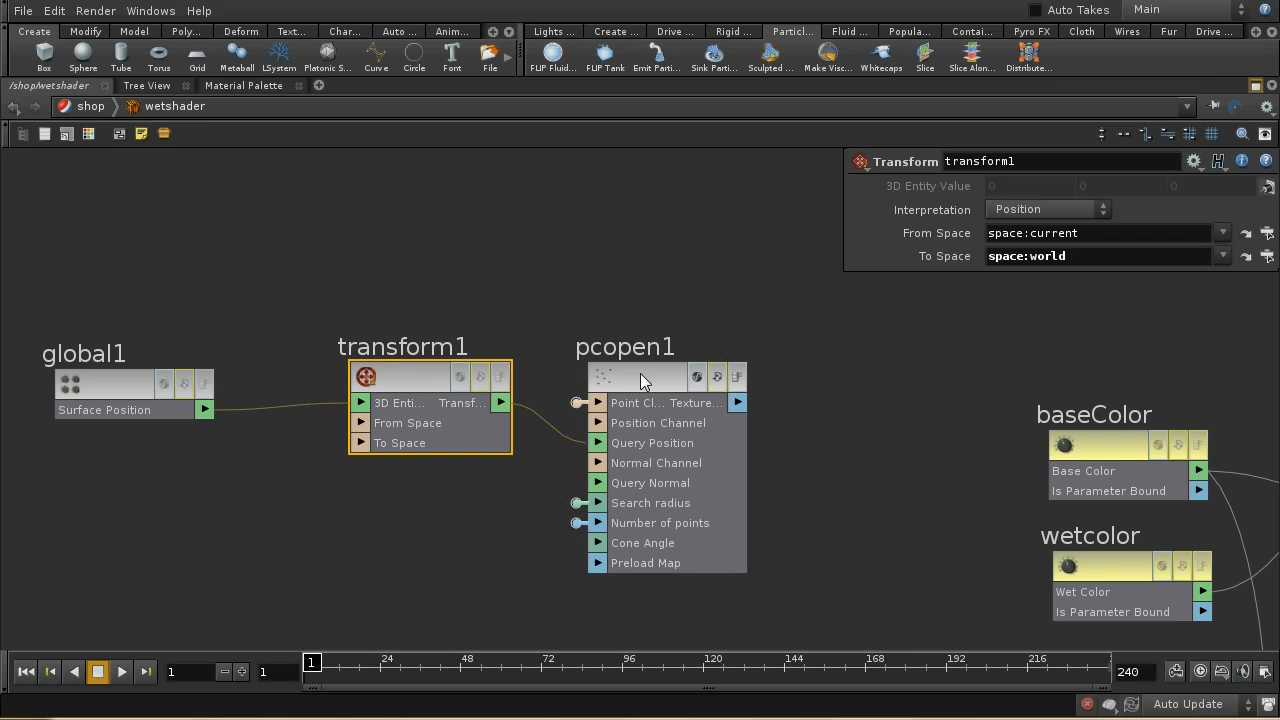 File Edit Render Windows Help Auto Takes Main
Create Modify Model Poly... Deform Text... Char... Auto ... Anim... Lights ... Create ... Drive ... Rigid ... Particl... Fluid ... Popula... Contai... Pyro FX Cloth Wires Fur Drive ...
Box Sphere Tube Torus Grid Metaball LSystem Platonic S... Curve Circle Font File FLIP Fluid... FLIP Tank Emit Parti... Sink Parti... Sculpted ... Make Viscy... Whitecaps Slice Slice Alon... Distribute...
/shop/wetshader Tree View Material Palette
shop wetshader
Transform transform1
3D Entity Value 0 0 0
Interpretation Position
From Space space:current
To Space space:world
global1
Surface Position
transform1
3D Enti... Transf...
From Space
To Space
pcopen1
Point Cl... Texture...
Position Channel
Query Position
Normal Channel
Query Normal
Search radius
Number of points
Cone Angle
Preload Map
baseColor
Base Color
Is Parameter Bound
wetcolor
Wet Color
Is Parameter Bound
1 1 1 24 48 72 96 120 144 168 192 216 240
Auto Update